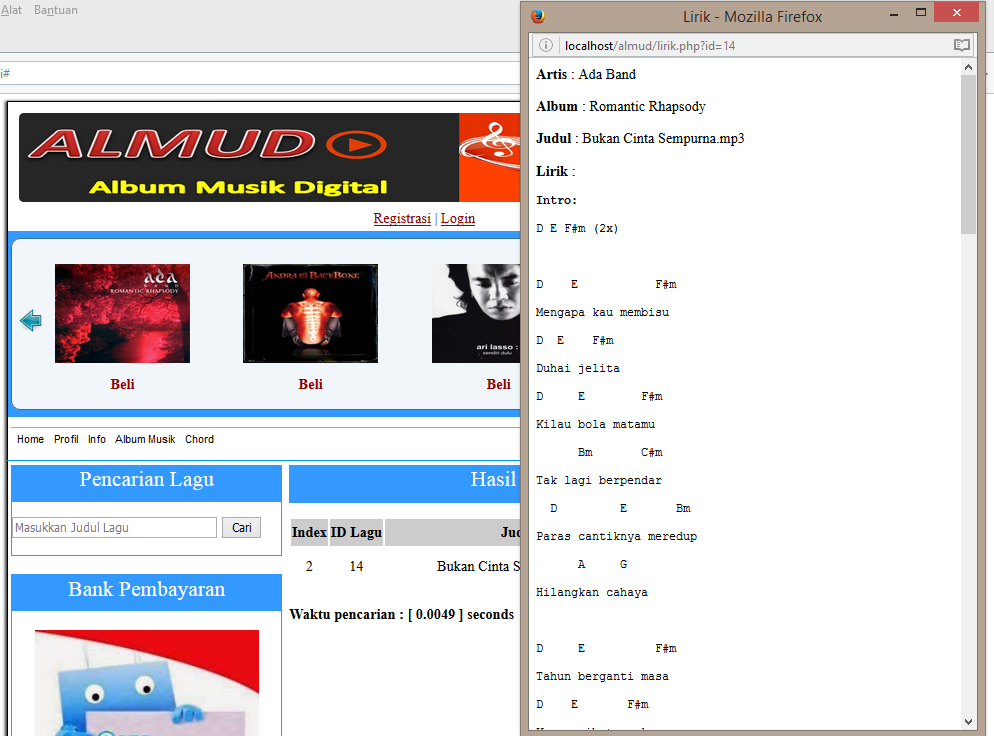 Alat Bantuan
i#
ALMUD
Album Musik Digital
Registrasi | Login
ada
BAND
ROMANTIC RHAPSODY
ANDRA AND THE BACKBONE
ari lasso :
sendiri dulu
Beli Beli Beli
Home Profil Info Album Musik Chord
Pencarian Lagu
Masukkan Judul Lagu Cari
Bank Pembayaran
Hasil
Index ID Lagu Jud
2 14 Bukan Cinta S
Waktu pencarian : [ 0.0049 ] seconds
Lirik - Mozilla Firefox
localhost/almud/lirik.php?id=14
Artis : Ada Band
Album : Romantic Rhapsody
Judul : Bukan Cinta Sempurna.mp3
Lirik :
Intro:
D E F#m (2x)
D E F#m
Mengapa kau membisu
D E F#m
Duhai jelita
D E F#m
Kilau bola matamu
Bm C#m
Tak lagi berpendar
D E Bm
Paras cantiknya meredup
A G
Hilangkan cahaya
D E F#m
Tahun berganti masa
D E F#m